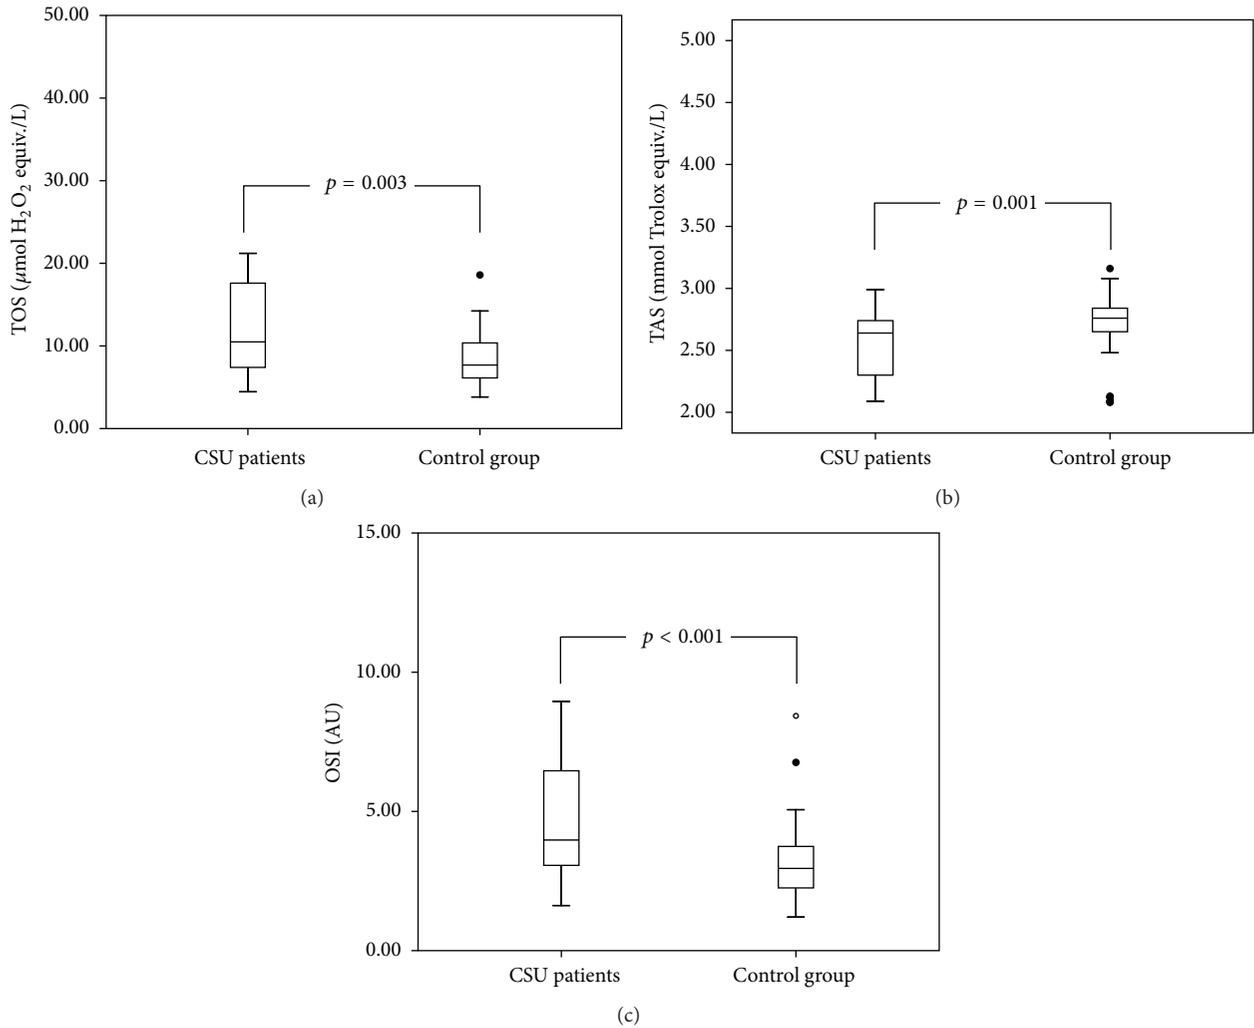 50.00
40.00
30.00
20.00
10.00
0.00
TOS (μmol H₂O₂ equiv./L)
p = 0.003
CSU patients
Control group
(a)
5.00
4.50
4.00
3.50
3.00
2.50
2.00
TAS (mmol Trolox equiv./L)
p = 0.001
CSU patients
Control group
(b)
15.00
10.00
5.00
0.00
OSI (AU)
p < 0.001
CSU patients
Control group
(c)